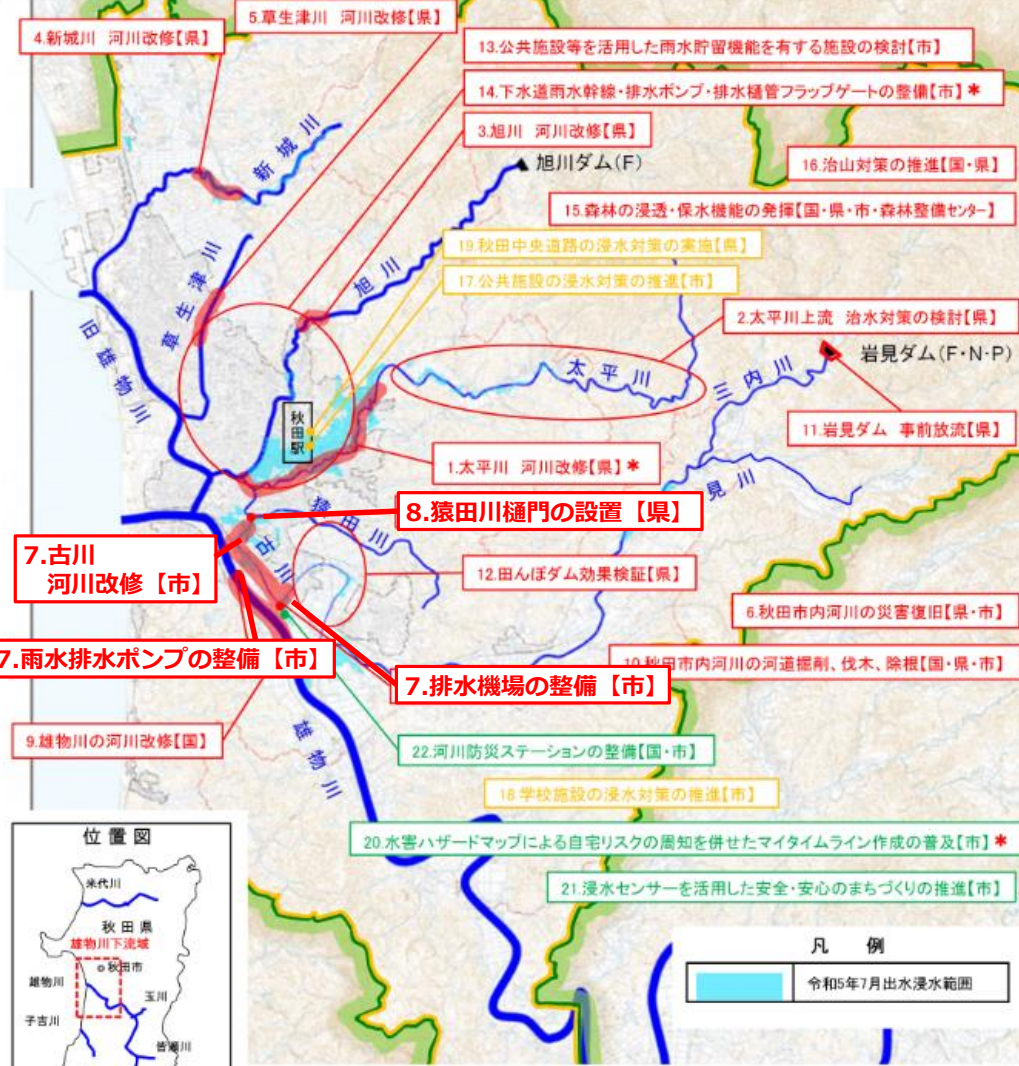 5.草生津川 河川改修【県】
4.新城川 河川改修【県】
13.公共施設等を活用した雨水貯留機能を有する施設の検討【市】
14.下水道雨水幹線・排水ポンプ・排水樋管フラップゲートの整備【市】*
3.旭川 河川改修【県】
新城川
旭川ダム(F)
16.治山対策の推進【国・県】
15.森林の浸透・保水機能の発揮【国・県・市・森林整備センター】
19.秋田中央道路の浸水対策の実施【県】
17.公共施設の浸水対策の推進【市】
旭川
草生津川
旧雄物川
2.太平川上流 治水対策の検討【県】
岩見ダム(F・N・P)
太平川
三内川
秋田駅
11.岩見ダム 事前放流【県】
1.太平川 河川改修【県】*
見川
8.猿田川樋門の設置【県】
猿田川
7.古川
河川改修【市】
古川
12.田んぼダム効果検証【県】
6.秋田市内河川の災害復旧【県・市】
7.雨水排水ポンプの整備【市】
10.秋田市内河川の河道掘削、伐木、除根【国・県・市】
7.排水機場の整備【市】
9.雄物川の河川改修【国】
雄物川
22.河川防災ステーションの整備【国・市】
18.学校施設の浸水対策の推進【市】
20.水害ハザードマップによる自宅リスクの周知を併せたマイタイムライン作成の普及【市】*
21.浸水センサーを活用した安全・安心のまちづくりの推進【市】
位置図
米代川
秋田県
雄物川下流域
秋田市
雄物川
玉川
子吉川
皆瀬川
凡 例
令和5年7月出水浸水範囲